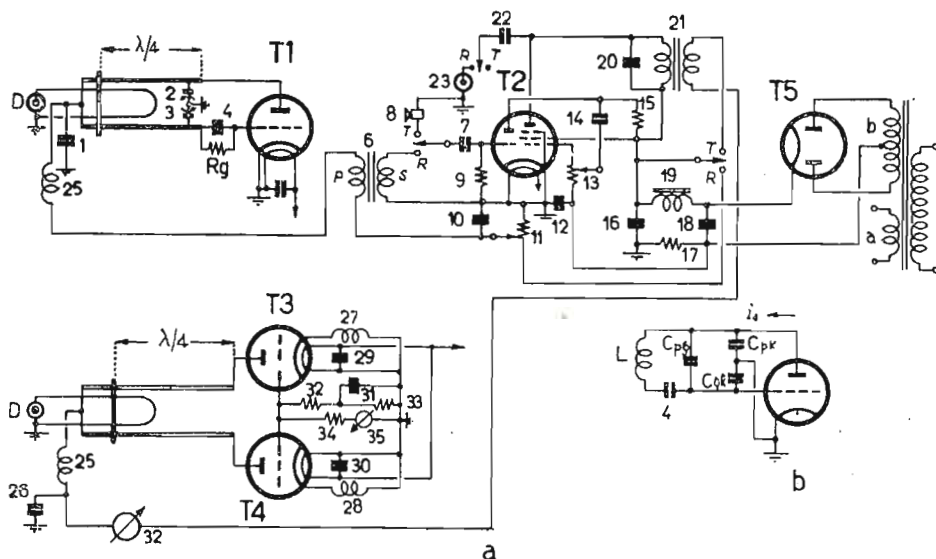 λ/4
T1
D
1
2
3
4
Rg
25
P
6
S
8
T
R
23
R
T
22
7
T2
9
10
11
12
13
14
15
16
17
18
19
20
21
T
R
T5
b
a
λ/4
T3
27
29
31
32
33
34
35
30
28
T4
D
25
32
a
i₄
L
Cpg
Cpk
Cgk
4
b